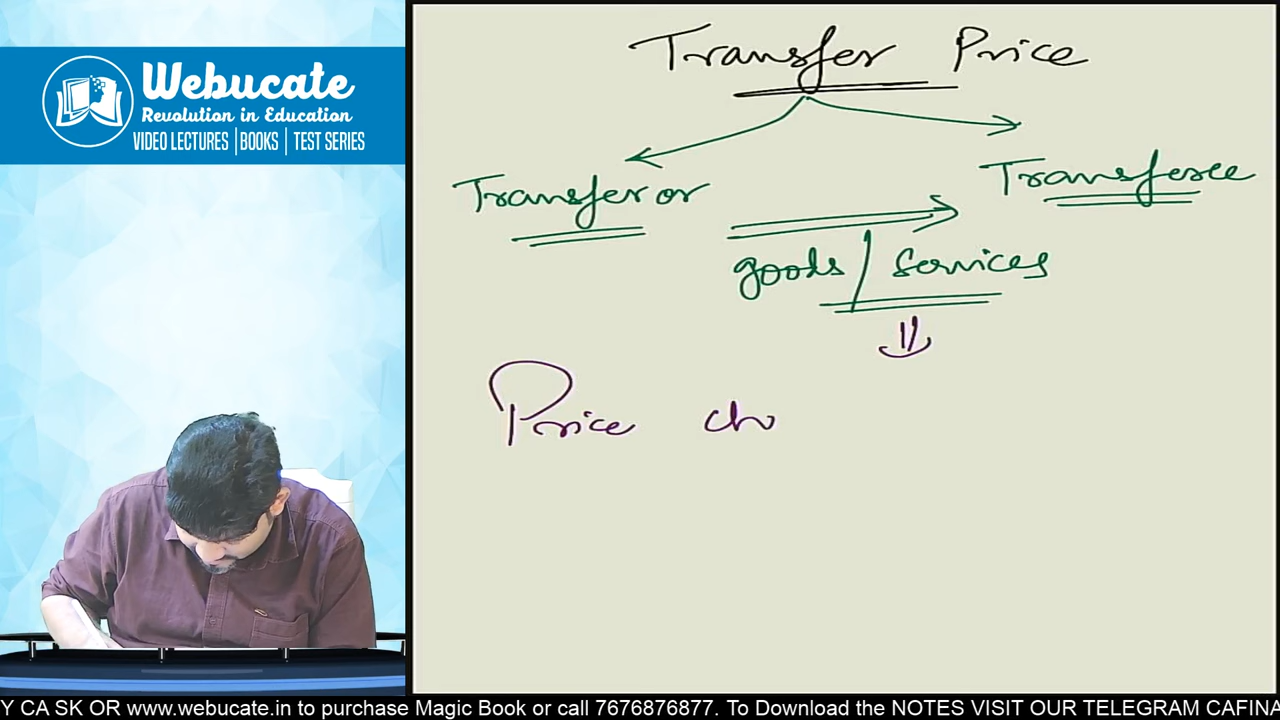 Webucate
Revolution in Education
VIDEO LECTURES | BOOKS | TEST SERIES
Transfer Price
Transferor
Transferee
goods / Services
Price cho
Y CA SK OR www.webucate.in to purchase Magic Book or call 7676876877. To Download the NOTES VISIT OUR TELEGRAM CAFINA